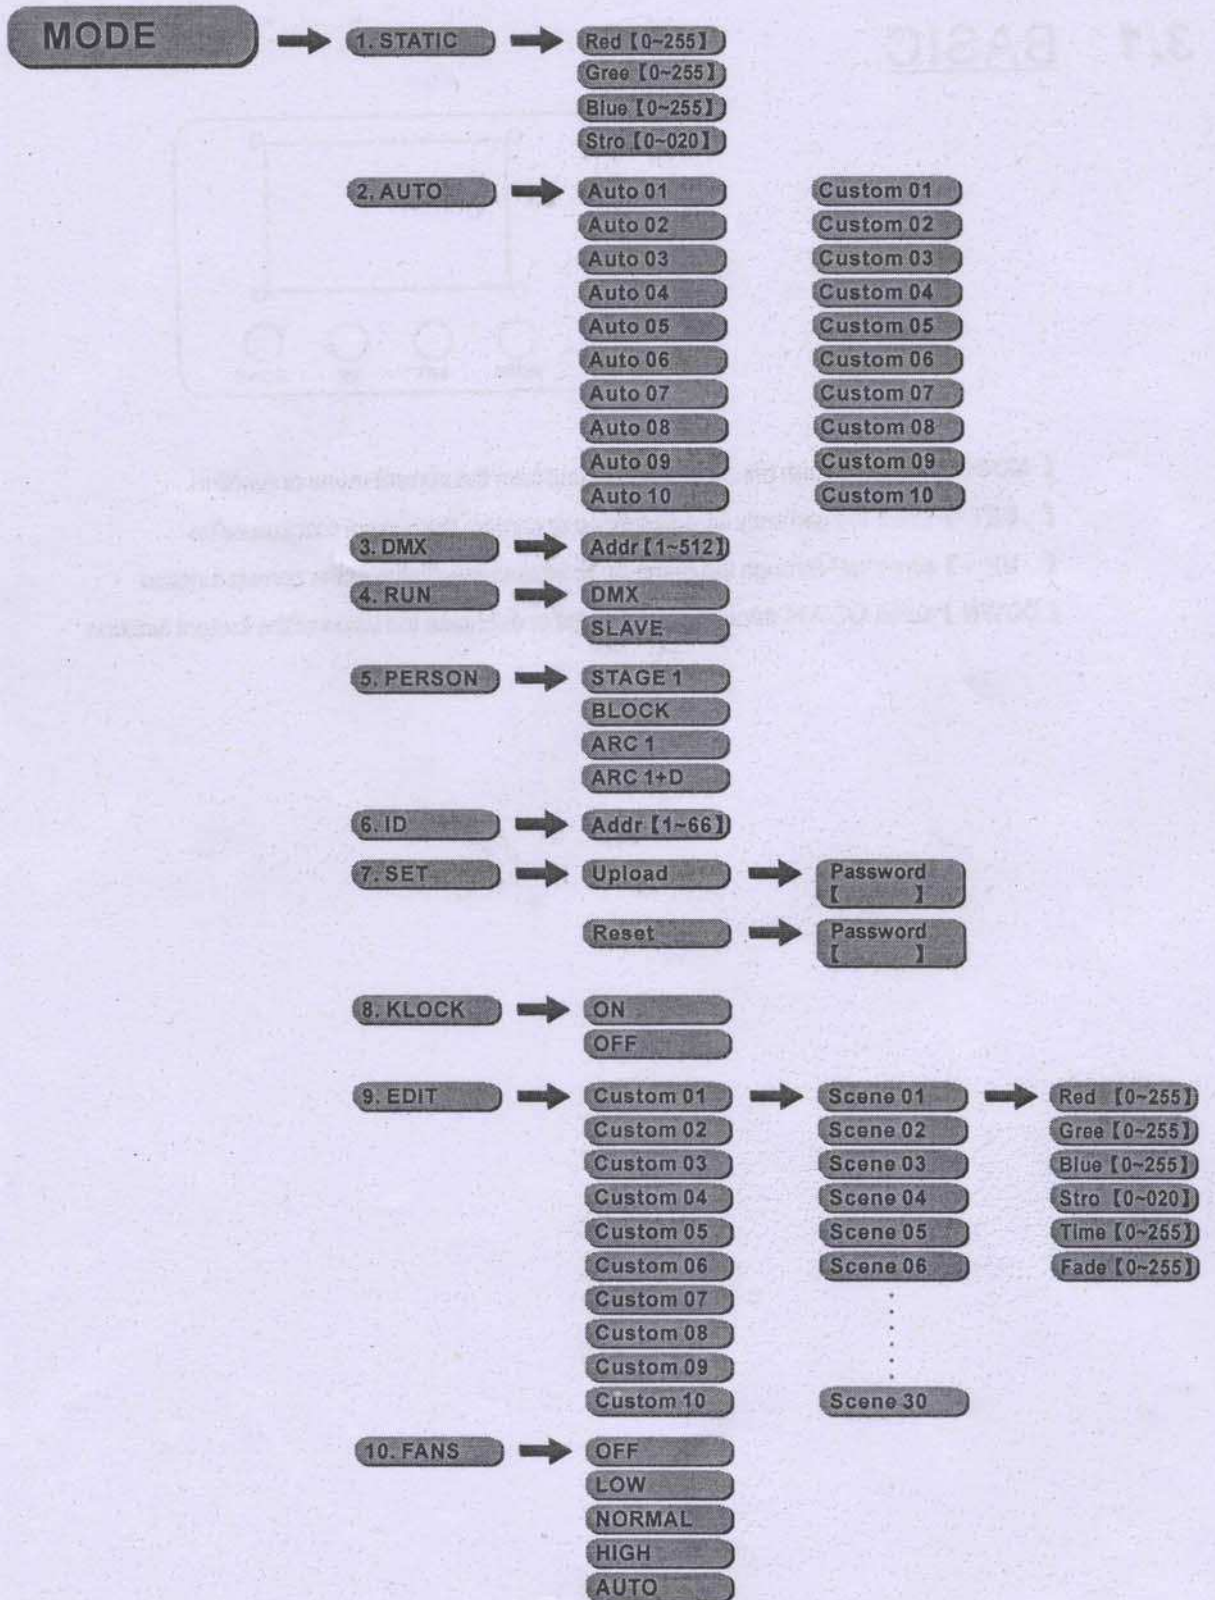 MODE
1. STATIC
Red【0~255】
Gree【0~255】
Blue【0~255】
Stro【0~020】
2. AUTO
Auto 01
Auto 02
Auto 03
Auto 04
Auto 05
Auto 06
Auto 07
Auto 08
Auto 09
Auto 10
Custom 01
Custom 02
Custom 03
Custom 04
Custom 05
Custom 06
Custom 07
Custom 08
Custom 09
Custom 10
3. DMX
Addr【1~512】
4. RUN
DMX
SLAVE
5. PERSON
STAGE 1
BLOCK
ARC 1
ARC 1+D
6. ID
Addr【1~66】
7. SET
Upload
Password
【 】
Reset
Password
【 】
8. KLOCK
ON
OFF
9. EDIT
Custom 01
Custom 02
Custom 03
Custom 04
Custom 05
Custom 06
Custom 07
Custom 08
Custom 09
Custom 10
Scene 01
Scene 02
Scene 03
Scene 04
Scene 05
Scene 06
Scene 30
Red 【0~255】
Gree【0~255】
Blue【0~255】
Stro 【0~020】
Time【0~255】
Fade【0~255】
10. FANS
OFF
LOW
NORMAL
HIGH
AUTO
3/1 BASIC